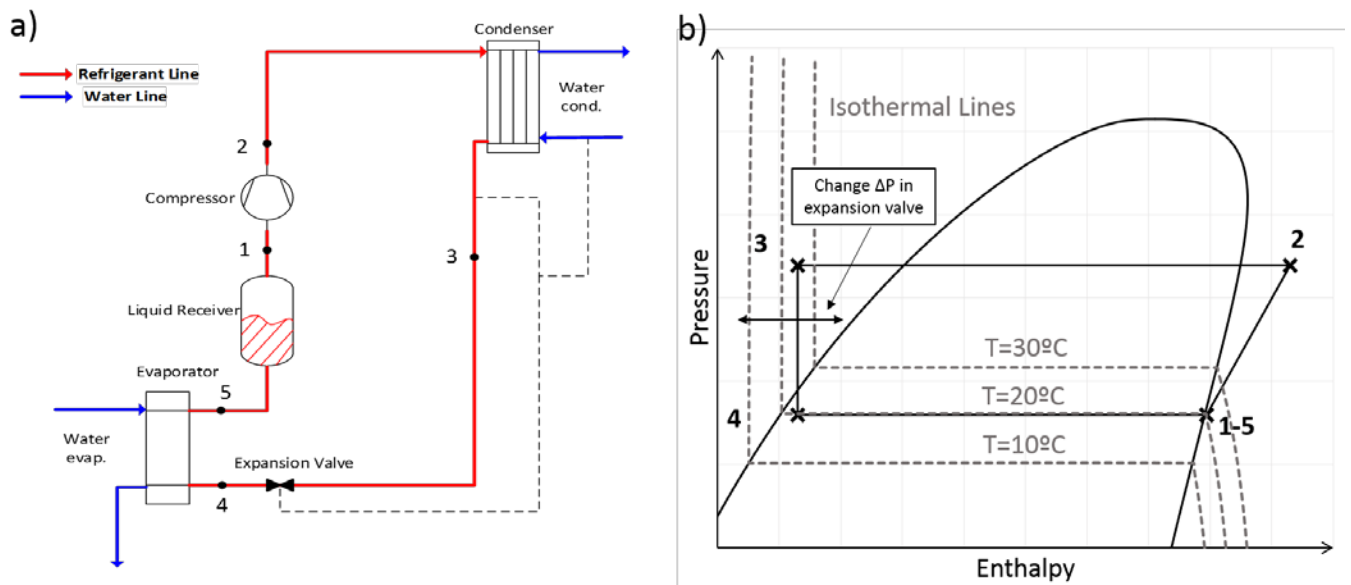 a)
Condenser
Refrigerant Line
Water Line
Water
cond.
2
Compressor
1
3
Liquid Receiver
Evaporator
5
Water
evap.
Expansion Valve
4
b)
Isothermal Lines
Change ΔP in
expansion valve
3
2
Pressure
T=30ºC
T=20ºC
4
1-5
T=10ºC
Enthalpy